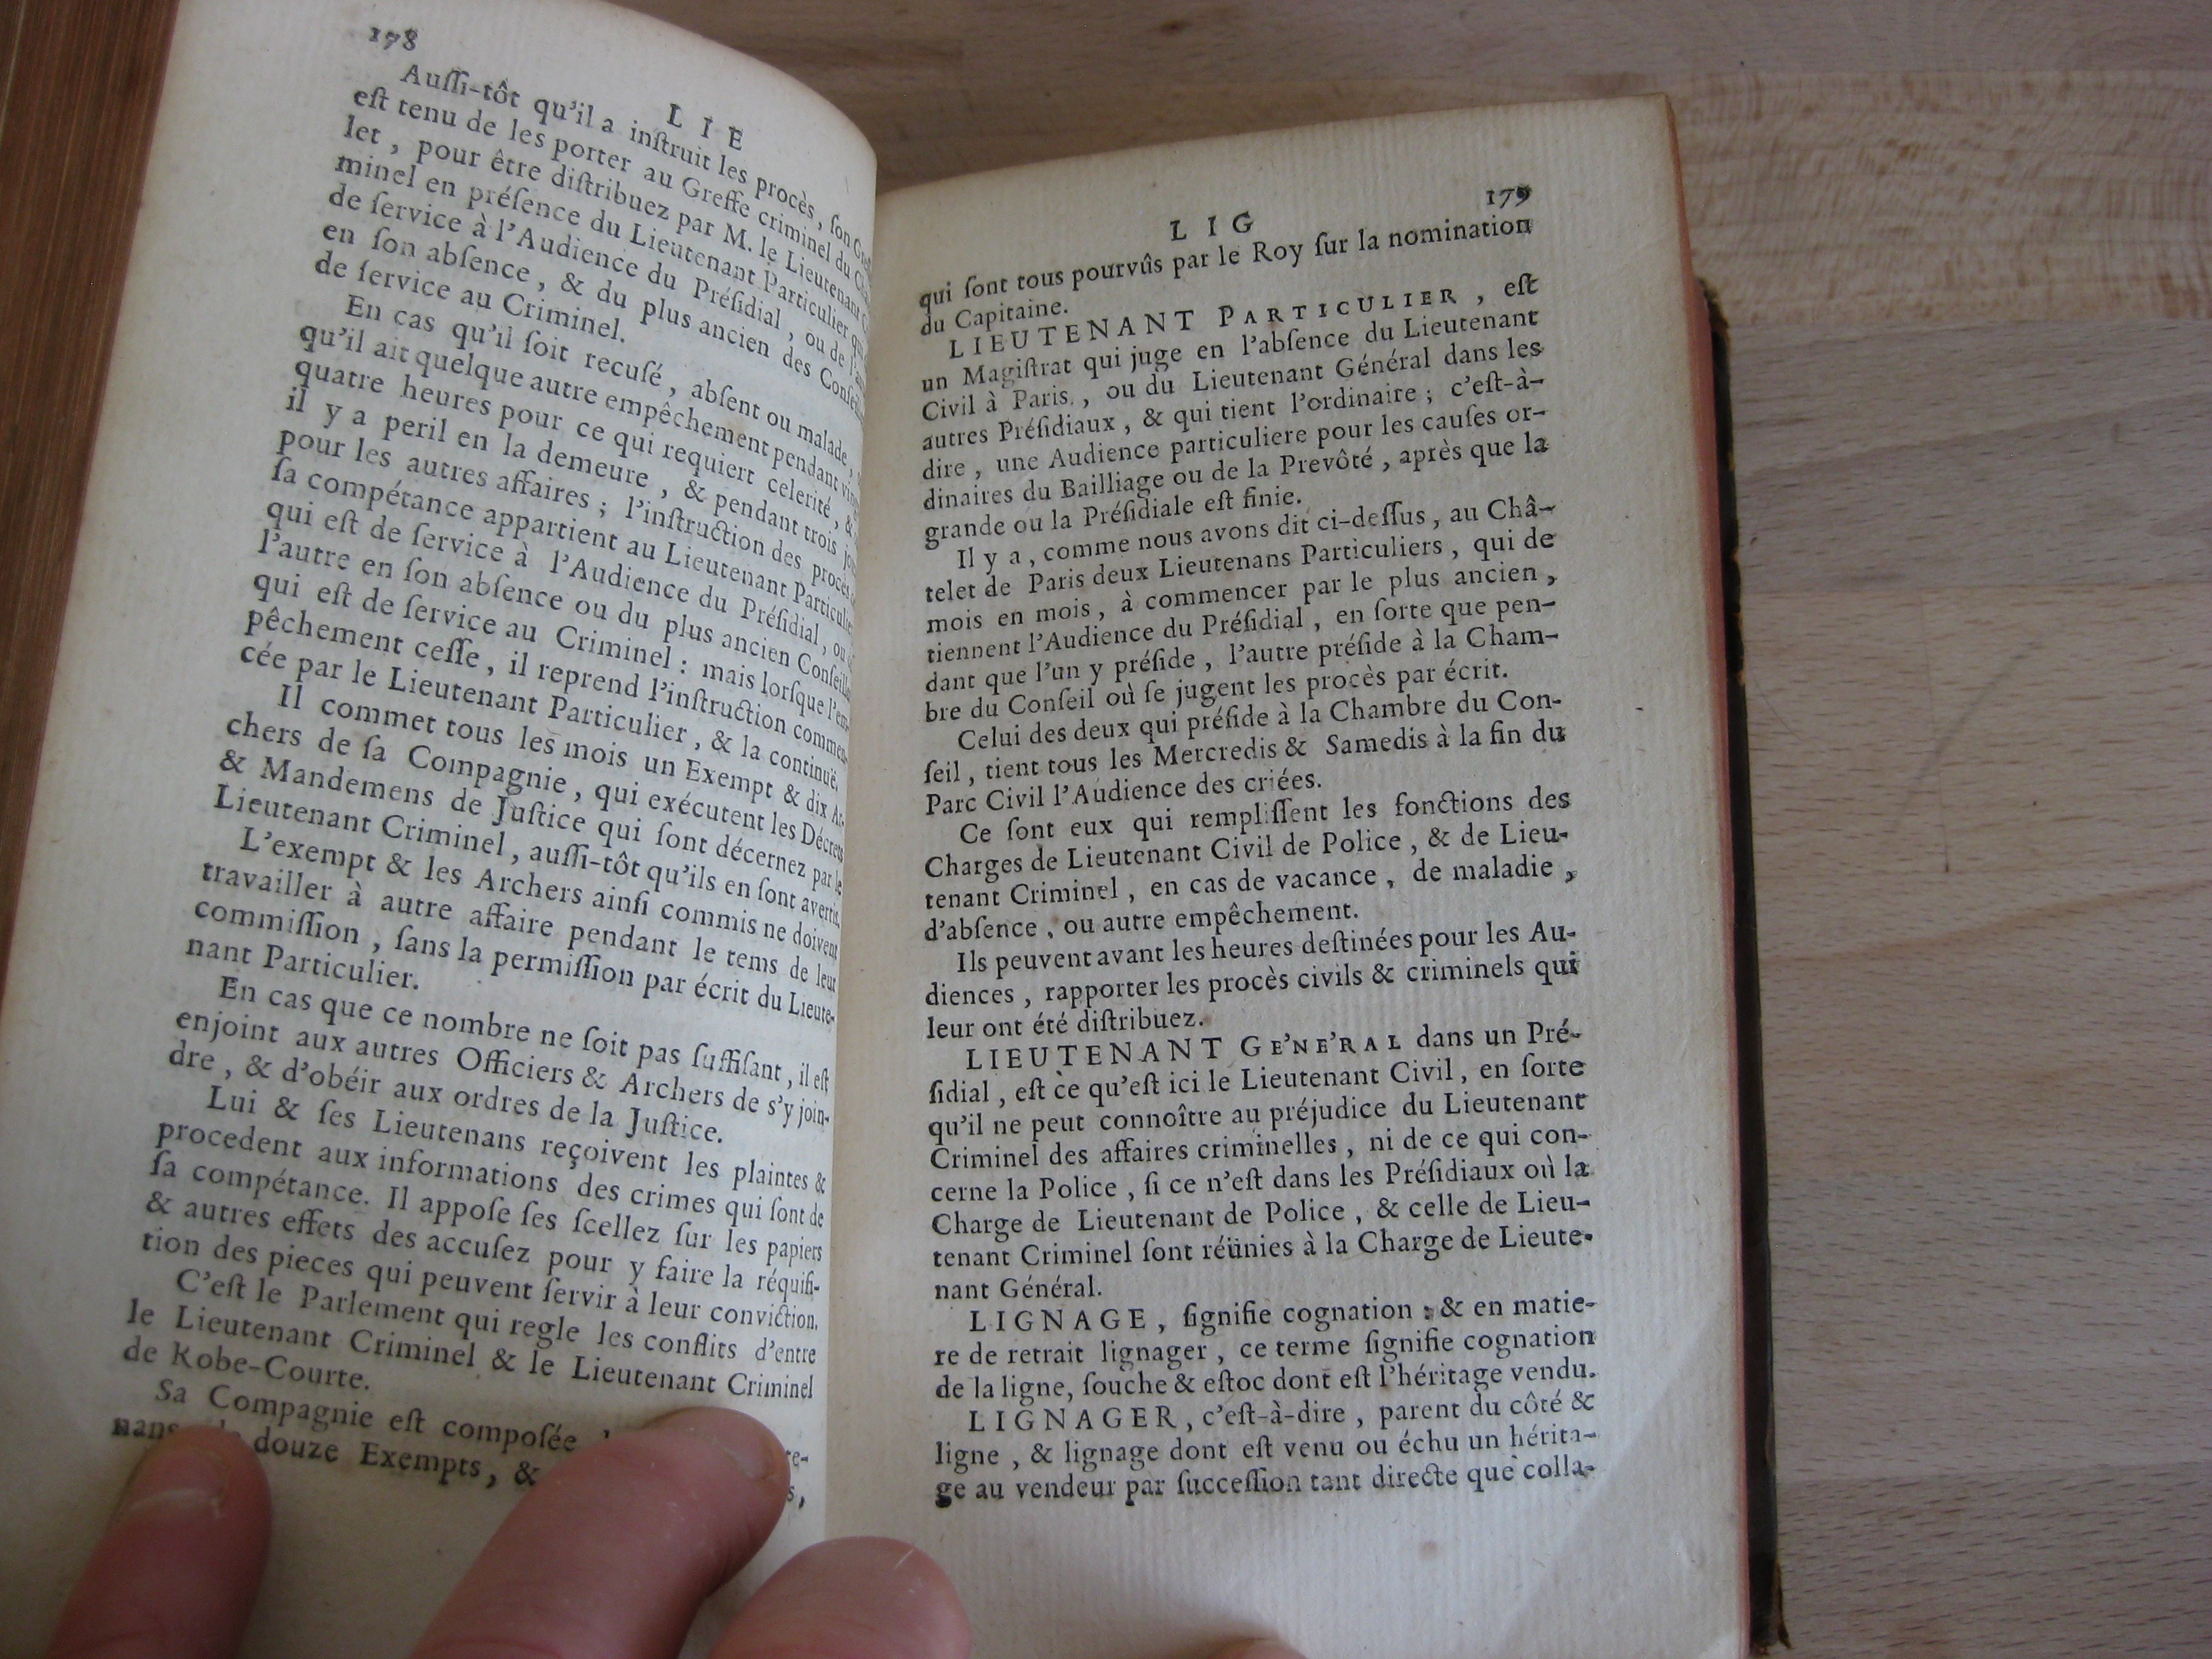 178
LIE
Auſſi-tôt qu'il a inſtruit les procès, ſon
eſt tenu de les porter au Greffe criminel du
let, pour être diſtribuez par M. le Lieutenant
minel en préſence du Lieutenant Particulier
de ſervice à l'Audience du Préſidial, ou de
en ſon abſence, & du plus ancien des
de ſervice au Criminel.
En cas qu'il ſoit recuſé, abſent ou malade,
qu'il ait quelque autre empêchement pendant
quatre heures pour ce qui requiert celerité, &
il y a peril en la demeure, & pendant trois
pour les autres affaires; l'inſtruction des procès
ſa compétance appartient au Lieutenant Particulier
qui eſt de ſervice à l'Audience du Préſidial, ou
l'autre en ſon abſence ou du plus ancien
qui eſt de ſervice au Criminel: mais lorſque l'em-
pêchement ceſſe, il reprend l'inſtruction commen-
cée par le Lieutenant Particulier, & la continuë,
Il commet tous les mois un Exempt & dix Ar-
chers de ſa Compagnie, qui exécutent les Décrets
& Mandemens de Juſtice qui ſont décernez par le
Lieutenant Criminel, auſſi-tôt qu'ils en ſont avertis.
L'exempt & les Archers ainſi commis ne doivent
travailler à autre affaire pendant le tems de leur
commiſſion, ſans la permiſſion par écrit du Lieute-
nant Particulier.
En cas que ce nombre ne ſoit pas ſuffiſant, il eſt
enjoint aux autres Officiers & Archers de s'y join-
dre, & d'obéir aux ordres de la Juſtice.
Lui & ſes Lieutenans reçoivent les plaintes &
procedent aux informations des crimes qui ſont de
ſa compétance. Il appoſe ſes ſcellez ſur les papiers
& autres effets des accuſez pour y faire la réquiſi-
tion des pieces qui peuvent ſervir à leur conviction.
C'eſt le Parlement qui regle les conflits d'entre
le Lieutenant Criminel & le Lieutenant Criminel
de Robe-Courte.
Sa Compagnie eſt compoſée
douze Exempts, &
LIG
179
qui ſont tous pourvûs par le Roy ſur la nomination
du Capitaine.
LIEUTENANT PARTICULIER, eſt
un Magiſtrat qui juge en l'abſence du Lieutenant
Civil à Paris, ou du Lieutenant Général dans les
autres Préſidiaux, & qui tient l'ordinaire; c'eſt-à-
dire, une Audience particuliere pour les cauſes or-
dinaires du Bailliage ou de la Prevôté, après que la
grande ou la Préſidiale eſt finie.
Il y a, comme nous avons dit ci-deſſus, au Châ-
telet de Paris deux Lieutenans Particuliers, qui de
mois en mois, à commencer par le plus ancien,
tiennent l'Audience du Préſidial, en ſorte que pen-
dant que l'un y préſide, l'autre préſide à la Cham-
bre du Conſeil où ſe jugent les procès par écrit.
Celui des deux qui préſide à la Chambre du Con-
ſeil, tient tous les Mercredis & Samedis à la fin du
Parc Civil l'Audience des criées.
Ce ſont eux qui rempliſſent les fonctions des
Charges de Lieutenant Civil de Police, & de Lieu-
tenant Criminel, en cas de vacance, de maladie,
d'abſence, ou autre empêchement.
Ils peuvent avant les heures deſtinées pour les Au-
diences, rapporter les procès civils & criminels qui
leur ont été diſtribuez.
LIEUTENANT GE'NE'RAL dans un Pré-
ſidial, eſt ce qu'eſt ici le Lieutenant Civil, en ſorte
qu'il ne peut connoître au préjudice du Lieutenant
Criminel des affaires criminelles, ni de ce qui con-
cerne la Police, ſi ce n'eſt dans les Préſidiaux où la
Charge de Lieutenant de Police, & celle de Lieu-
tenant Criminel ſont réünies à la Charge de Lieute-
nant Général.
LIGNAGE, ſignifie cognation: & en matie-
re de retrait lignager, ce terme ſignifie cognation
de la ligne, ſouche & eſtoc dont eſt l'héritage vendu.
LIGNAGER, c'eſt-à-dire, parent du côté &
ligne, & lignage dont eſt venu ou échu un hérita-
ge au vendeur par ſucceſſion tant directe que colla-